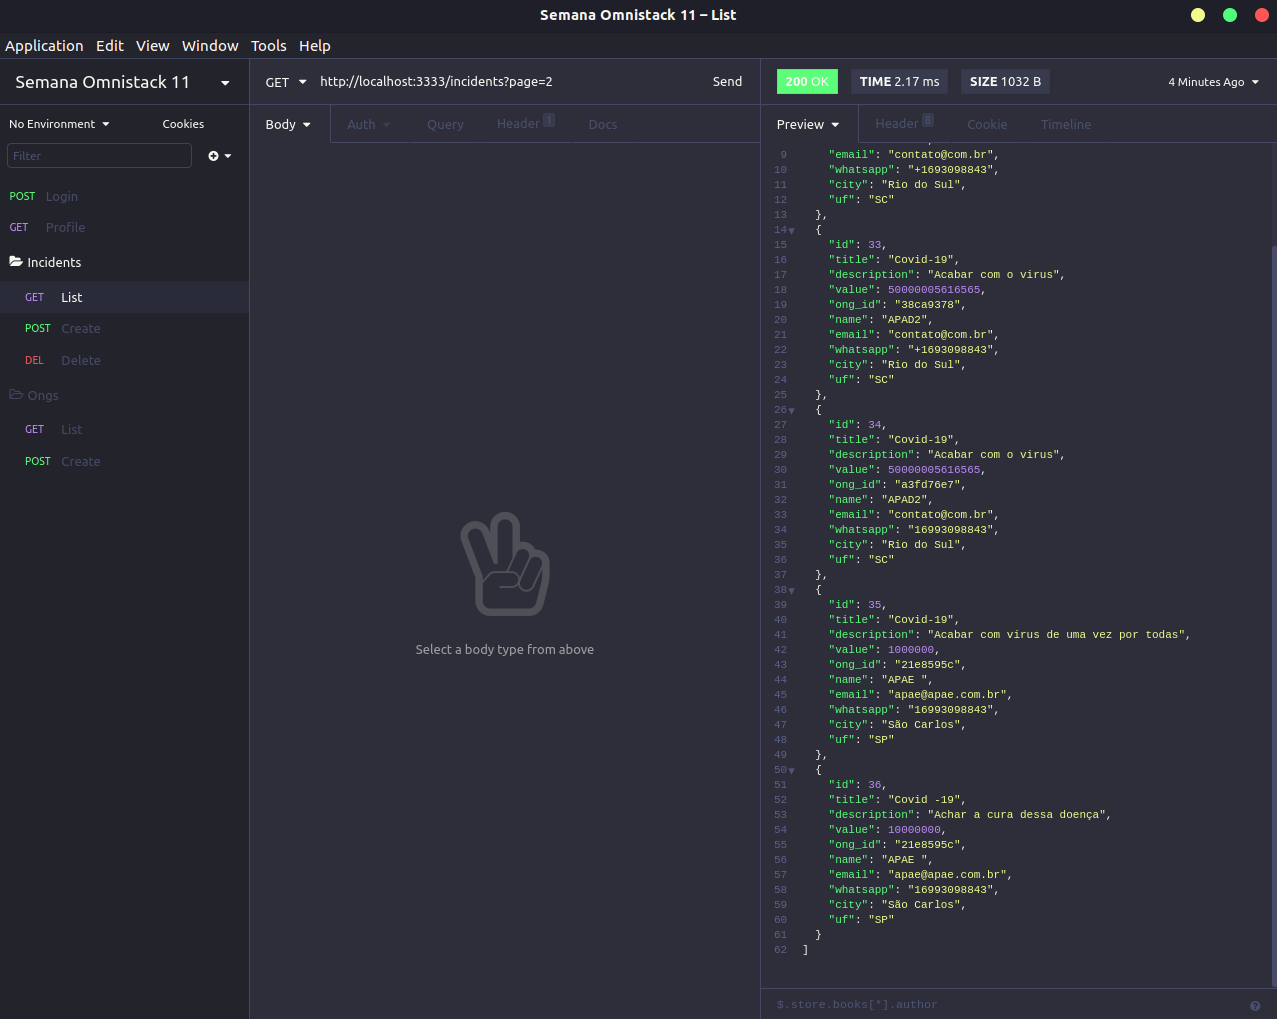 Semana Omnistack 11 – List
Application Edit View Window Tools Help
Semana Omnistack 11
GET http://localhost:3333/incidents?page=2 Send
200 OK TIME 2.17 ms SIZE 1032 B 4 Minutes Ago
No Environment Cookies
Body Auth Query Header 1 Docs
Preview Header 8 Cookie Timeline
Filter
POST Login
GET Profile
Incidents
GET List
POST Create
DEL Delete
Ongs
GET List
POST Create
Select a body type from above
9 "email": "contato@com.br",
10 "whatsapp": "+1693098843",
11 "city": "Rio do Sul",
12 "uf": "SC"
13 },
14 {
15 "id": 33,
16 "title": "Covid-19",
17 "description": "Acabar com o virus",
18 "value": 50000005616565,
19 "ong_id": "38ca9378",
20 "name": "APAD2",
21 "email": "contato@com.br",
22 "whatsapp": "+1693098843",
23 "city": "Rio do Sul",
24 "uf": "SC"
25 },
26 {
27 "id": 34,
28 "title": "Covid-19",
29 "description": "Acabar com o virus",
30 "value": 50000005616565,
31 "ong_id": "a3fd76e7",
32 "name": "APAD2",
33 "email": "contato@com.br",
34 "whatsapp": "16993098843",
35 "city": "Rio do Sul",
36 "uf": "SC"
37 },
38 {
39 "id": 35,
40 "title": "Covid-19",
41 "description": "Acabar com virus de uma vez por todas",
42 "value": 1000000,
43 "ong_id": "21e8595c",
44 "name": "APAE ",
45 "email": "apae@apae.com.br",
46 "whatsapp": "16993098843",
47 "city": "São Carlos",
48 "uf": "SP"
49 },
50 {
51 "id": 36,
52 "title": "Covid -19",
53 "description": "Achar a cura dessa doença",
54 "value": 10000000,
55 "ong_id": "21e8595c",
56 "name": "APAE ",
57 "email": "apae@apae.com.br",
58 "whatsapp": "16993098843",
59 "city": "São Carlos",
60 "uf": "SP"
61 }
62 ]
$.store.books[*].author